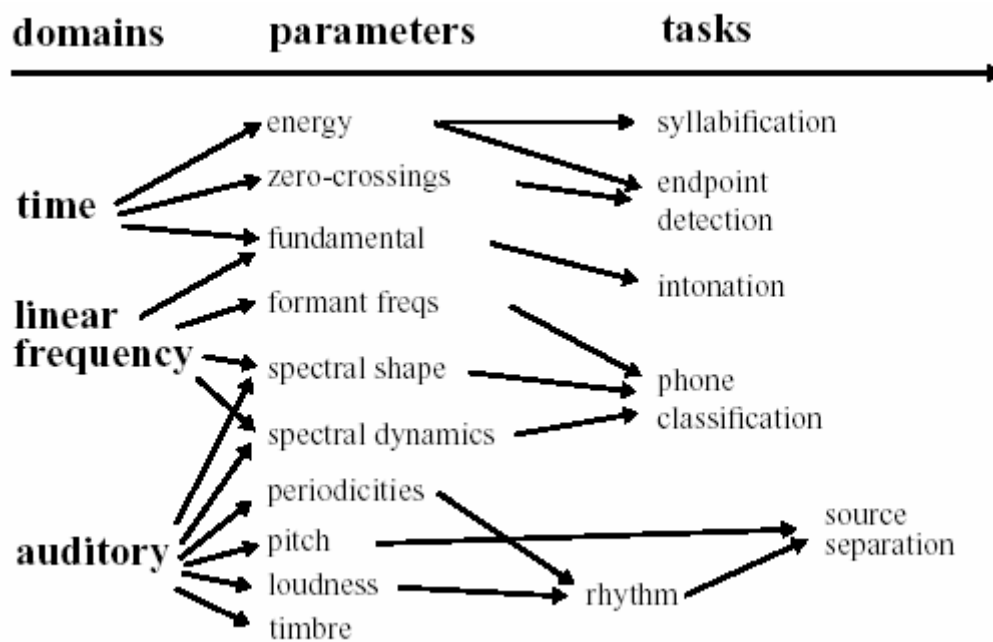 domains parameters tasks
energy syllabification
zero-crossings endpoint
time detection
fundamental
intonation
formant freqs
linear
frequency
spectral shape phone
classification
spectral dynamics
periodicities
source
pitch separation
auditory
loudness rhythm
timbre